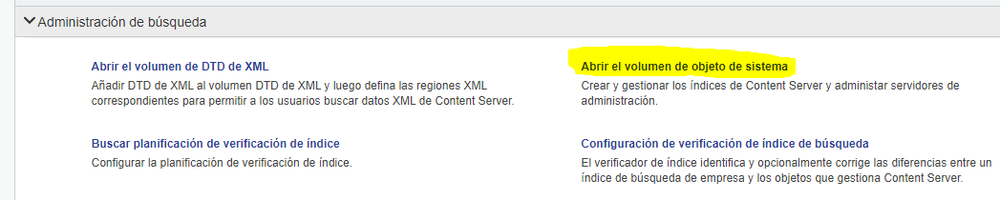 Administración de búsqueda
Abrir el volumen de DTD de XML
Añadir DTD de XML al volumen DTD de XML y luego defina las regiones XML
correspondientes para permitir a los usuarios buscar datos XML de Content Server.
Abrir el volumen de objeto de sistema
Crear y gestionar los índices de Content Server y administar servidores de
administración.
Buscar planificación de verificación de índice
Configurar la planificación de verificación de índice.
Configuración de verificación de índice de búsqueda
El verificador de índice identifica y opcionalmente corrige las diferencias entre un
índice de búsqueda de empresa y los objetos que gestiona Content Server.